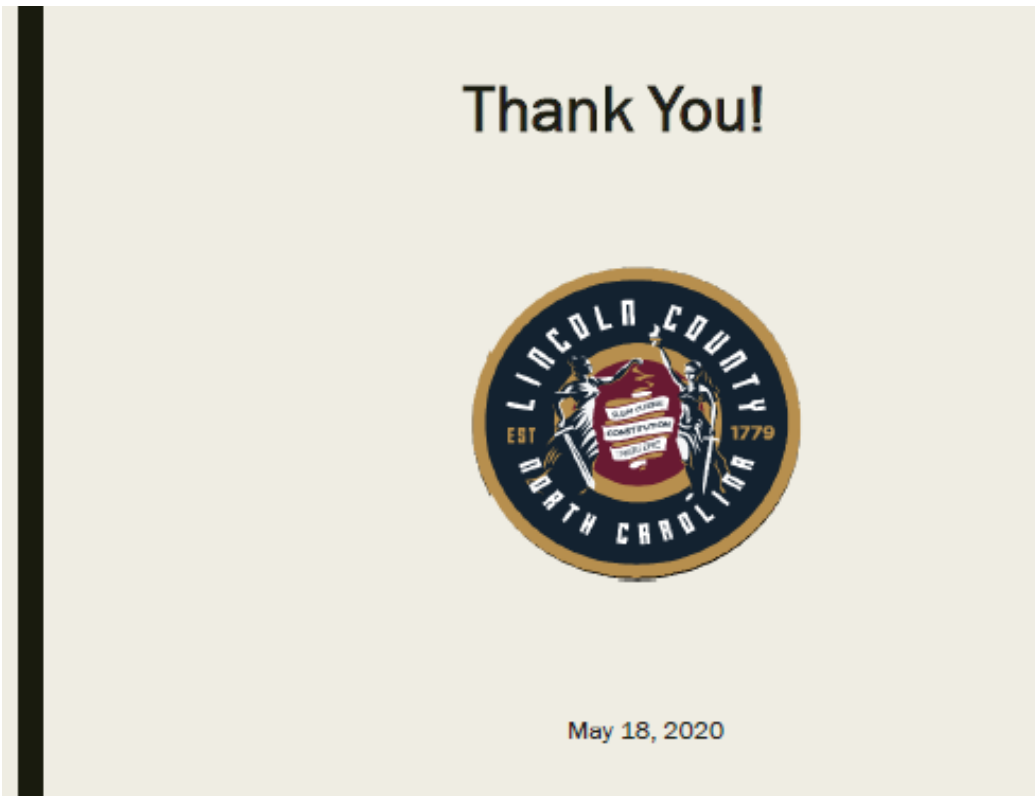 Thank You!
LINCOLN COUNTY
EST
1779
CONSTITUTION
NORTH CAROLINA
May 18, 2020